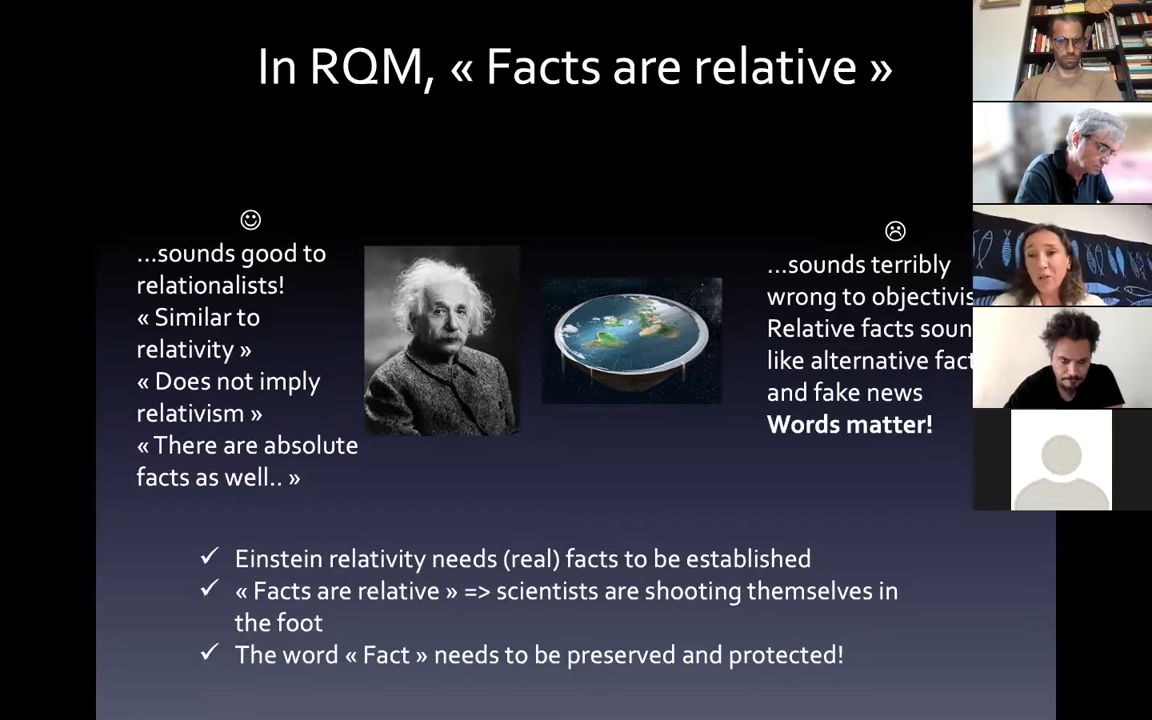 In RQM, « Facts are relative »
☺
...sounds good to
relationalists!
« Similar to
relativity »
« Does not imply
relativism »
« There are absolute
facts as well.. »
☹
...sounds terribly
wrong to
Relative facts
like alternative
and fake news
Words matter!
✓ Einstein relativity needs (real) facts to be established
✓ « Facts are relative » => scientists are shooting themselves in
the foot
✓ The word « Fact » needs to be preserved and protected!